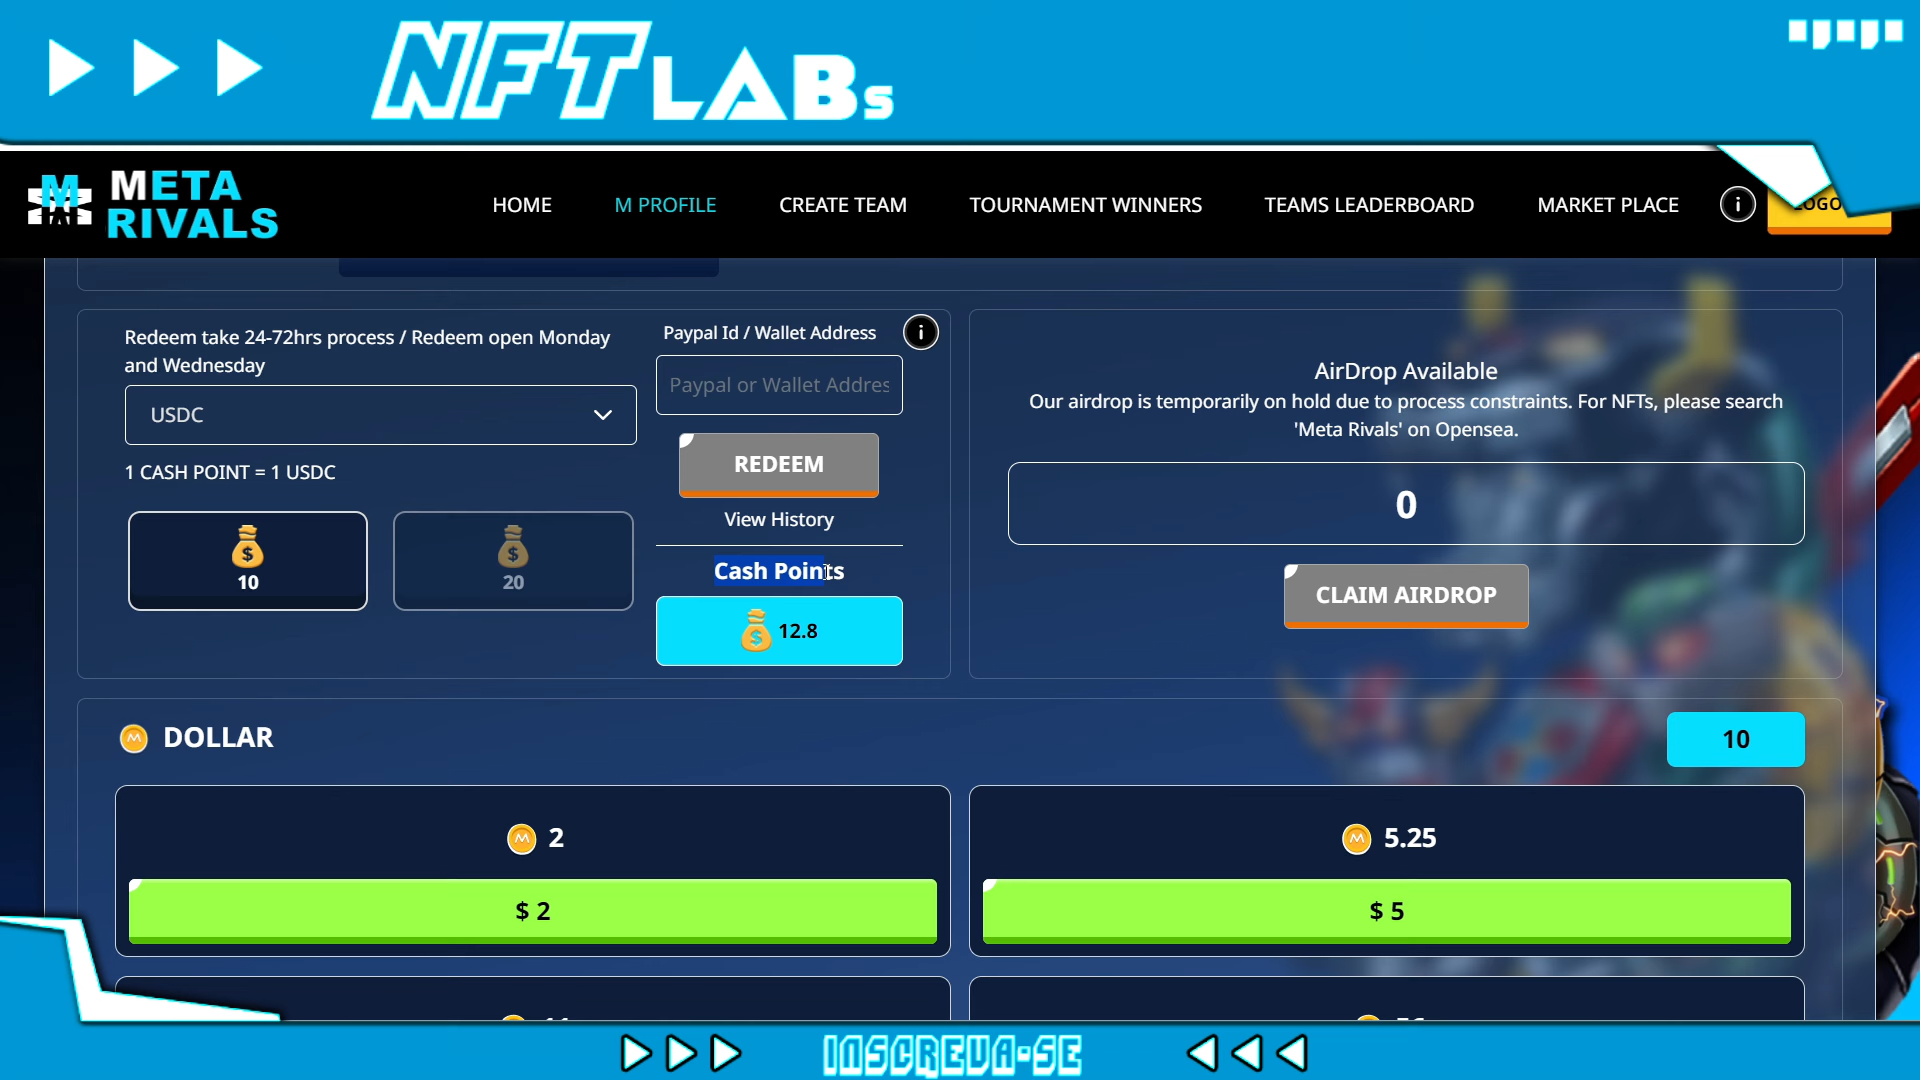 NFT LABs
META
RIVALS
HOME
M PROFILE
CREATE TEAM
TOURNAMENT WINNERS
TEAMS LEADERBOARD
MARKET PLACE
i
LOGO
Redeem take 24-72hrs process / Redeem open Monday
and Wednesday
USDC
1 CASH POINT = 1 USDC
10
20
Paypal Id / Wallet Address
i
Paypal or Wallet Addres
REDEEM
View History
Cash Points
12.8
AirDrop Available
Our airdrop is temporarily on hold due to process constraints. For NFTs, please search
'Meta Rivals' on Opensea.
0
CLAIM AIRDROP
DOLLAR
10
2
$ 2
5.25
$ 5
INSCREVA-SE